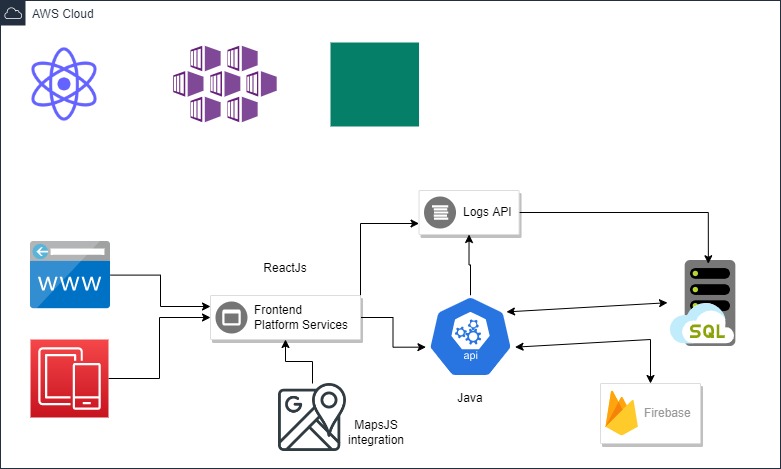 AWS Cloud
Logs API
ReactJs
WWW
Frontend
Platform Services
api
SQL
Java
G
MapsJS
integration
Firebase